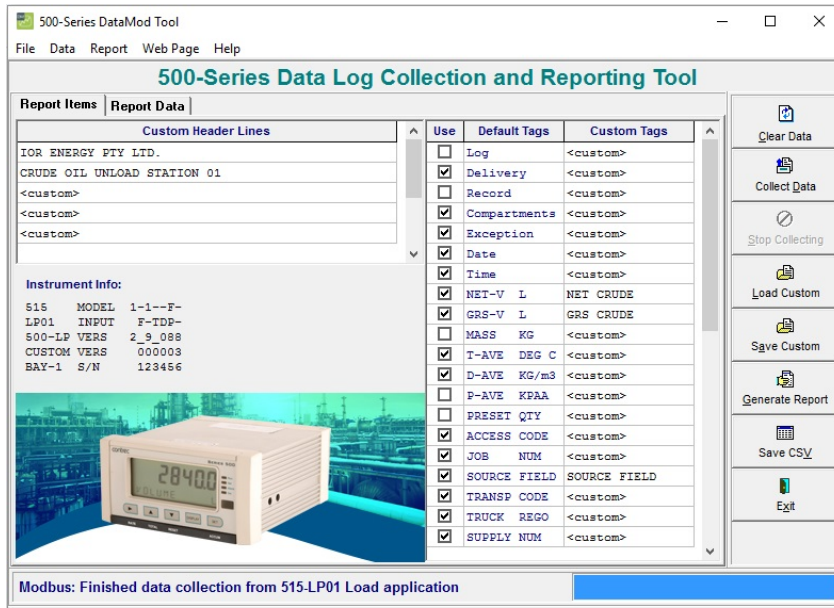 500-Series DataMod Tool
File Data Report Web Page Help
500-Series Data Log Collection and Reporting Tool
Report Items Report Data
Custom Header Lines
IOR ENERGY PTY LTD.
CRUDE OIL UNLOAD STATION 01
<custom>
<custom>
<custom>
Instrument Info:
515 MODEL 1-1--F-
LP01 INPUT F-TDP-
500-LP VERS 2_9_088
CUSTOM VERS 000003
BAY-1 S/N 123456
contrec
Series 500
2840.0
VOLUME L
Use Default Tags Custom Tags
Log <custom>
Delivery <custom>
Record <custom>
Compartments <custom>
Exception <custom>
Date <custom>
Time <custom>
NET-V L NET CRUDE
GRS-V L GRS CRUDE
MASS KG <custom>
T-AVE DEG C <custom>
D-AVE KG/m3 <custom>
P-AVE KPAA <custom>
PRESET QTY <custom>
ACCESS CODE <custom>
JOB NUM <custom>
SOURCE FIELD SOURCE FIELD
TRANSP CODE <custom>
TRUCK REGO <custom>
SUPPLY NUM <custom>
Clear Data
Collect Data
Stop Collecting
Load Custom
Save Custom
Generate Report
Save CSV
Exit
Modbus: Finished data collection from 515-LP01 Load application